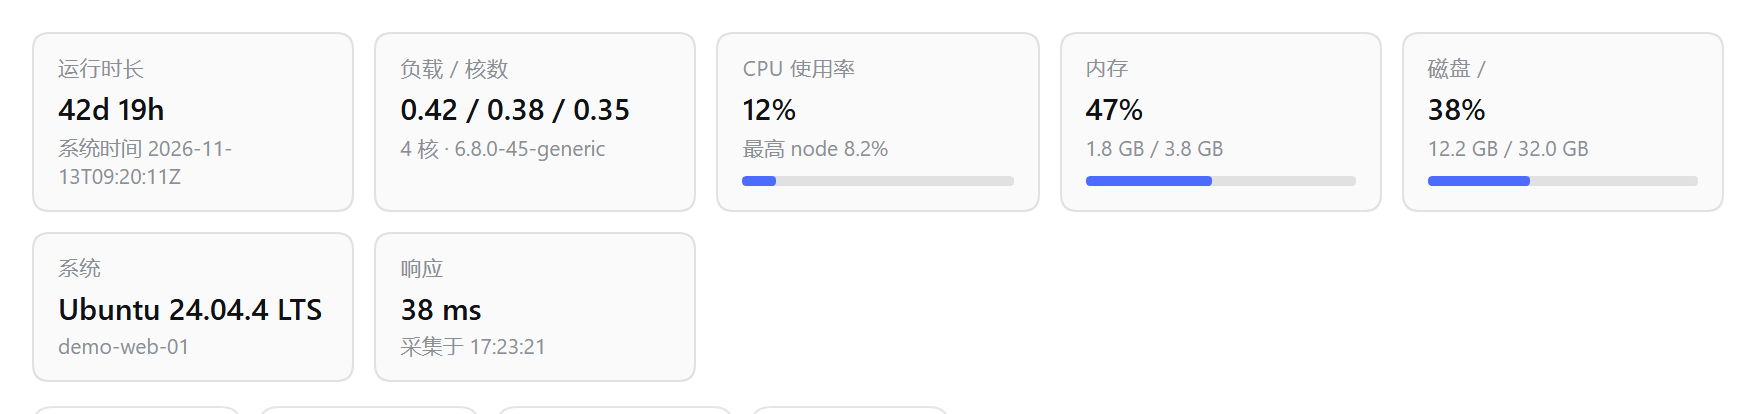 运行时长
42d 19h
系统时间 2026-11-
13T09:20:11Z
负载 / 核数
0.42 / 0.38 / 0.35
4 核 · 6.8.0-45-generic
CPU 使用率
12%
最高 node 8.2%
内存
47%
1.8 GB / 3.8 GB
磁盘 /
38%
12.2 GB / 32.0 GB
系统
Ubuntu 24.04.4 LTS
demo-web-01
响应
38 ms
采集于 17:23:21